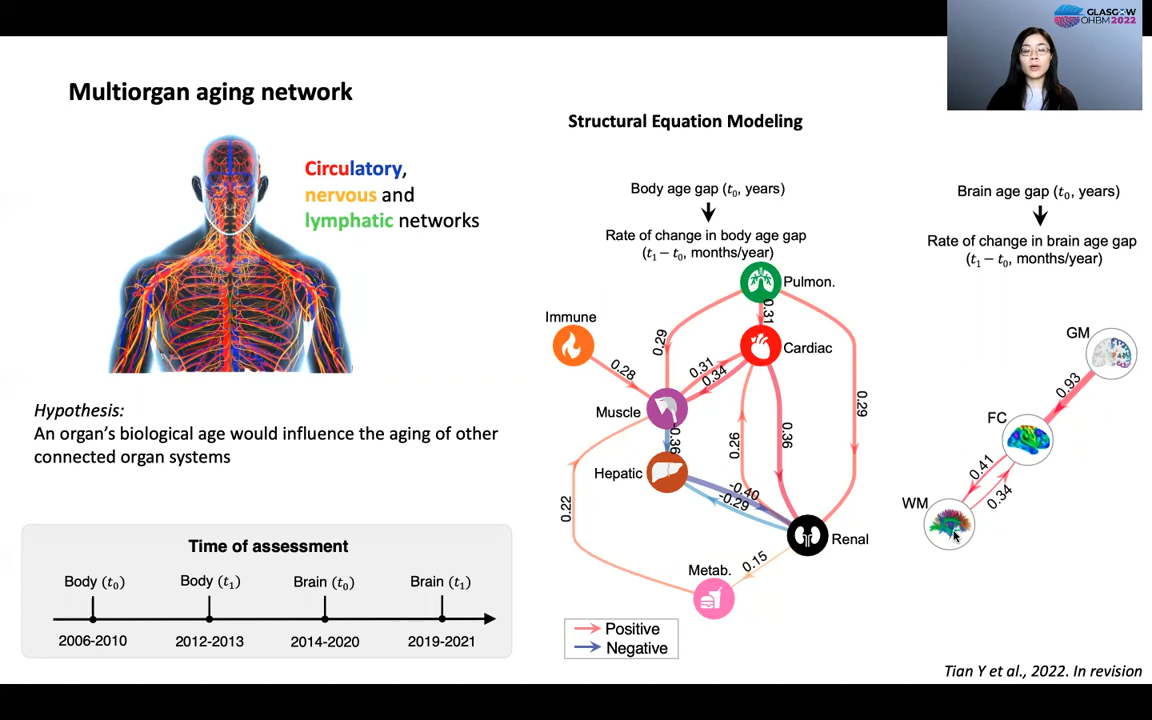 GLASGOW
OHBM 2022
Multiorgan aging network
Circulatory,
nervous and
lymphatic networks
Hypothesis:
An organ's biological age would influence the aging of other
connected organ systems
Time of assessment
Body (t₀)
Body (t₁)
Brain (t₀)
Brain (t₁)
2006-2010
2012-2013
2014-2020
2019-2021
Structural Equation Modeling
Body age gap (t₀, years)
Rate of change in body age gap
(t₁ − t₀, months/year)
Pulmon.
0.31
Immune
Cardiac
0.29
0.28
0.31
0.34
Muscle
0.29
-0.36
0.26
0.36
Hepatic
-0.40
-0.29
0.22
Renal
0.15
Metab.
Positive
Negative
Brain age gap (t₀, years)
Rate of change in brain age gap
(t₁ − t₀, months/year)
GM
0.93
FC
0.41
0.34
WM
Tian Y et al., 2022. In revision